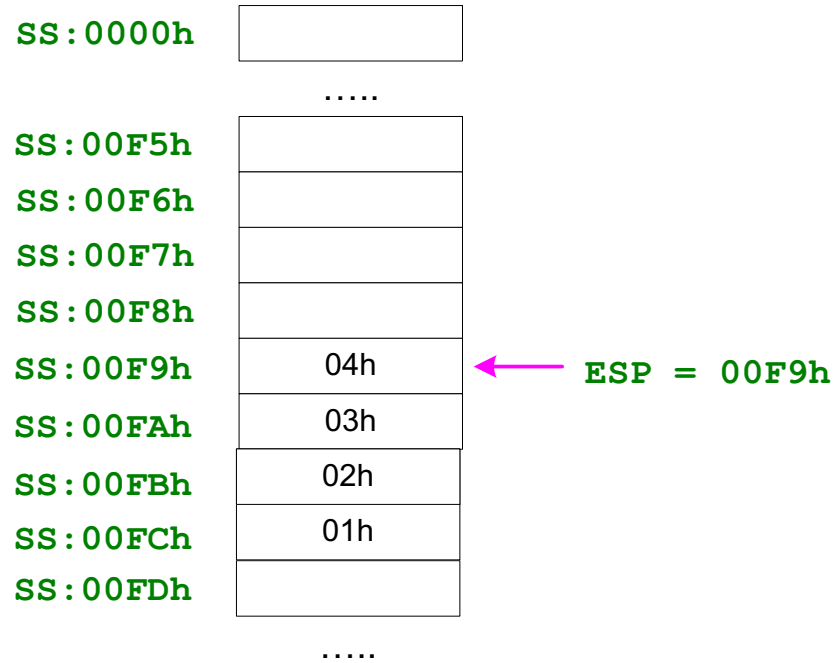 SS:0000h
.....
SS:00F5h
SS:00F6h
SS:00F7h
SS:00F8h
SS:00F9h 04h ESP = 00F9h
SS:00FAh 03h
SS:00FBh 02h
SS:00FCh 01h
SS:00FDh
.....